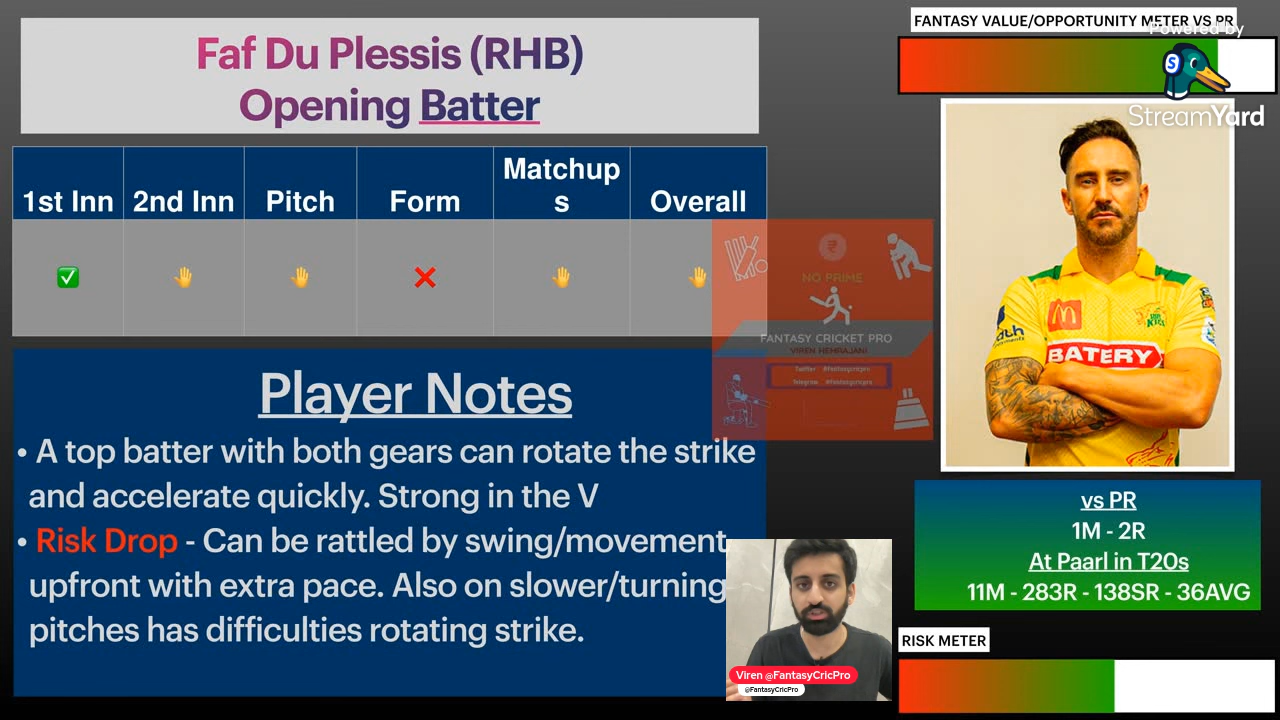 Faf Du Plessis (RHB)
Opening Batter
FANTASY VALUE/OPPORTUNITY METER VS PR
Powered by
StreamYard
1st Inn 2nd Inn Pitch Form Matchup
s Overall
NO PRIME
FANTASY CRICKET PRO
VIREN HEMRAJANI
Twitter #fantasycricpro
Telegram #fantasycricpro
Player Notes
• A top batter with both gears can rotate the strike
and accelerate quickly. Strong in the V
• Risk Drop - Can be rattled by swing/movement
upfront with extra pace. Also on slower/turning
pitches has difficulties rotating strike.
BATERY
vs PR
1M - 2R
At Paarl in T20s
11M - 283R - 138SR - 36AVG
RISK METER
Viren @FantasyCricPro
@FantasyCricPro